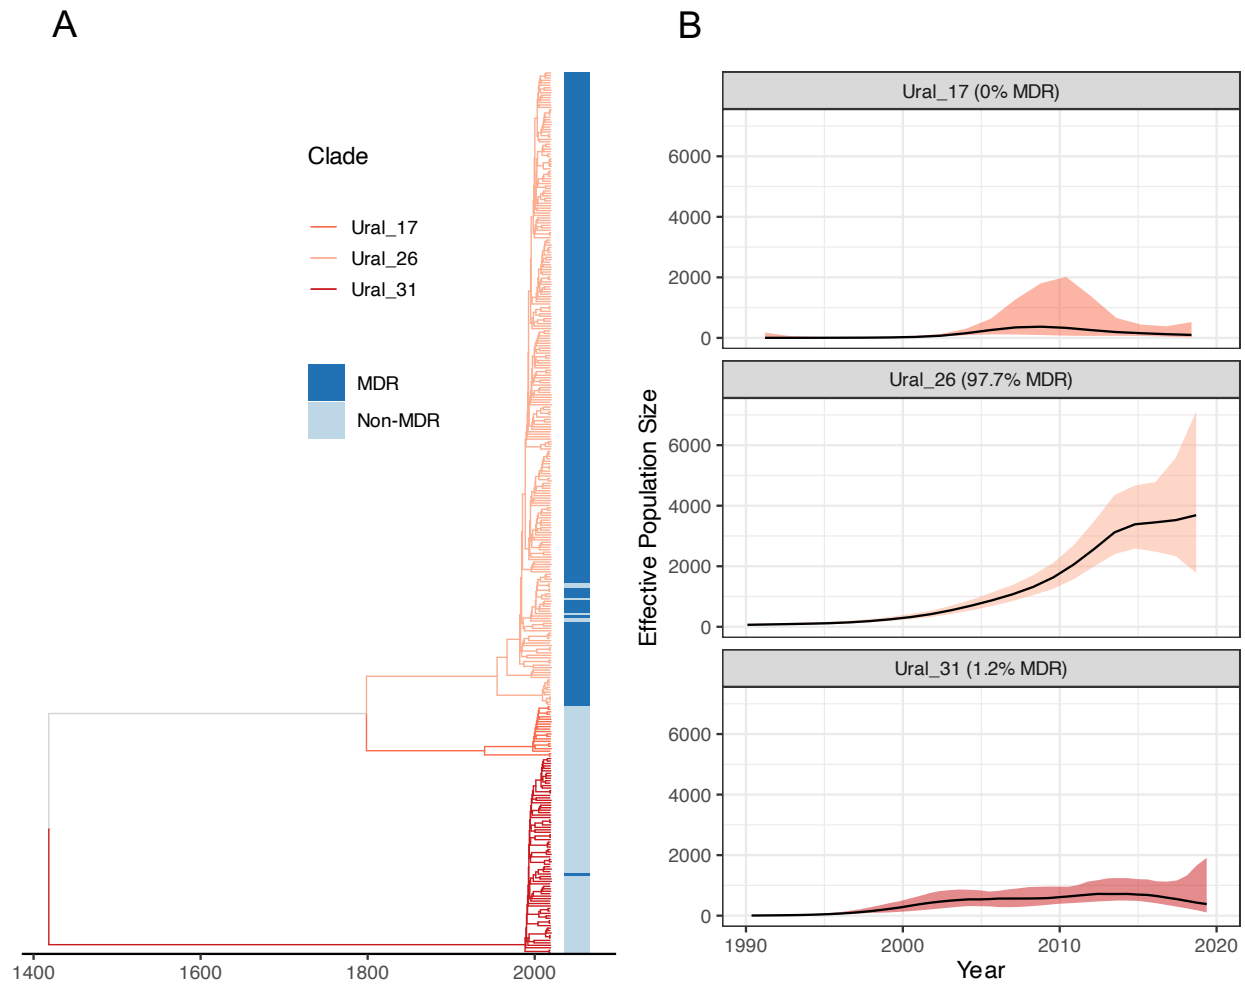 A
Clade
Ural_17
Ural_26
Ural_31
MDR
Non-MDR
1400 1600 1800 2000
B
Effective Population Size
Ural_17 (0% MDR)
6000
4000
2000
0
Ural_26 (97.7% MDR)
6000
4000
2000
0
Ural_31 (1.2% MDR)
6000
4000
2000
0
1990 2000 2010 2020
Year